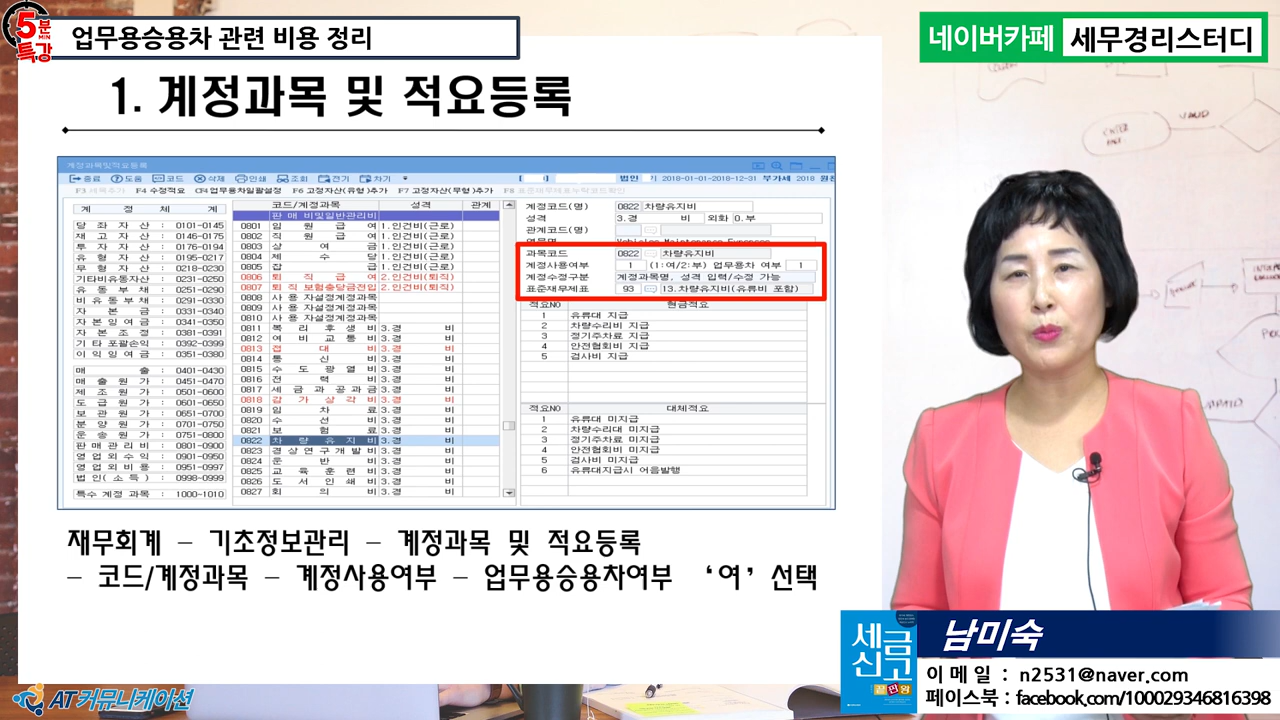 5분
MIN
특강
업무용승용차 관련 비용 정리
네이버카페 세무경리스터디
1. 계정과목 및 적요등록
계정과목및적요등록
종료 도움 코드 삭제 인쇄 조회 전기 차기
법인 2018-01-01~2018-12-31 부가세 2018
F4 수정적요 CF4 업무용차일괄설정 F6 고정자산(유형)추가 F7 고정자산(무형)추가
계 정 체 계
당 좌 자 산 : 0101-0145
재 고 자 산 : 0146-0175
투 자 자 산 : 0176-0194
유 형 자 산 : 0195-0217
무 형 자 산 : 0218-0230
기타비유동자산 : 0231-0250
유 동 부 채 : 0251-0290
비 유 동 부 채 : 0291-0330
자 본 금 : 0331-0340
자 본 잉 여 금 : 0341-0350
자 본 조 정 : 0381-0391
기 타 포 괄 손 익 : 0392-0399
이 익 잉 여 금 : 0351-0380
매 출 : 0401-0430
매 출 원 가 : 0451-0470
제 조 원 가 : 0501-0600
도 급 원 가 : 0601-0650
보 관 원 가 : 0651-0700
분 양 원 가 : 0701-0750
운 송 원 가 : 0751-0800
판 매 관 리 비 : 0801-0900
영 업 외 수 익 : 0901-0950
영 업 외 비 용 : 0951-0997
법 인 ( 소 득 ) : 0998-0999
특수 계정 과목 : 1000-1010
코드/계정과목 성격 관계
판 매 비및일반관리비
0801 임 원 급 여 1.인건비(근로)
0802 직 원 급 여 1.인건비(근로)
0803 상 여 금 1.인건비(근로)
0804 제 수 당 1.인건비(근로)
0805 잡 급 1.인건비(근로)
0806 퇴 직 급 여 2.인건비(퇴직)
0807 퇴 직 보험충당금전입 2.인건비(퇴직)
0808 사 용 자설정계정과목
0809 사 용 자설정계정과목
0810 사 용 자설정계정과목
0811 복 리 후 생 비 3.경 비
0812 여 비 교 통 비 3.경 비
0813 접 대 비 3.경 비
0814 통 신 비 3.경 비
0815 수 도 광 열 비 3.경 비
0816 전 력 비 3.경 비
0817 세 금 과 공 과 금 3.경 비
0818 감 가 상 각 비 3.경 비
0819 임 차 료 3.경 비
0820 수 선 비 3.경 비
0821 보 험 료 3.경 비
0822 차 량 유 지 비 3.경 비
0823 경 상 연 구 개 발 비 3.경 비
0824 운 반 비 3.경 비
0825 교 육 훈 련 비 3.경 비
0826 도 서 인 쇄 비 3.경 비
0827 회 의 비 3.경 비
계정코드(명) 0822 차량유지비
성격 3.경 비 외화 0.부
관계코드(명)
영문명 Vehicles Maintenance Expenses
과목코드 0822 차량유지비
계정사용여부 1 (1:여/2:부) 업무용차 여부 1
계정수정구분 계정과목명, 성격 입력/수정 가능
표준재무제표 93 13.차량유지비(유류비 포함)
적요NO 현금적요
1 유류대 지급
2 차량수리비 지급
3 정기주차료 지급
4 안전협회비 지급
5 검사비 지급
적요NO 대체적요
1 유류대 미지급
2 차량수리대 미지급
3 정기주차료 미지급
4 안전협회비 미지급
5 검사비 미지급
6 유류대지급시 어음발행
재무회계 – 기초정보관리 – 계정과목 및 적요등록
– 코드/계정과목 – 계정사용여부 – 업무용승용차여부 ‘여’ 선택
세금
신고
끝판왕
남미숙
이 메 일 : n2531@naver.com
페이스북 : facebook.com/100029346816398
AT커뮤니케이션